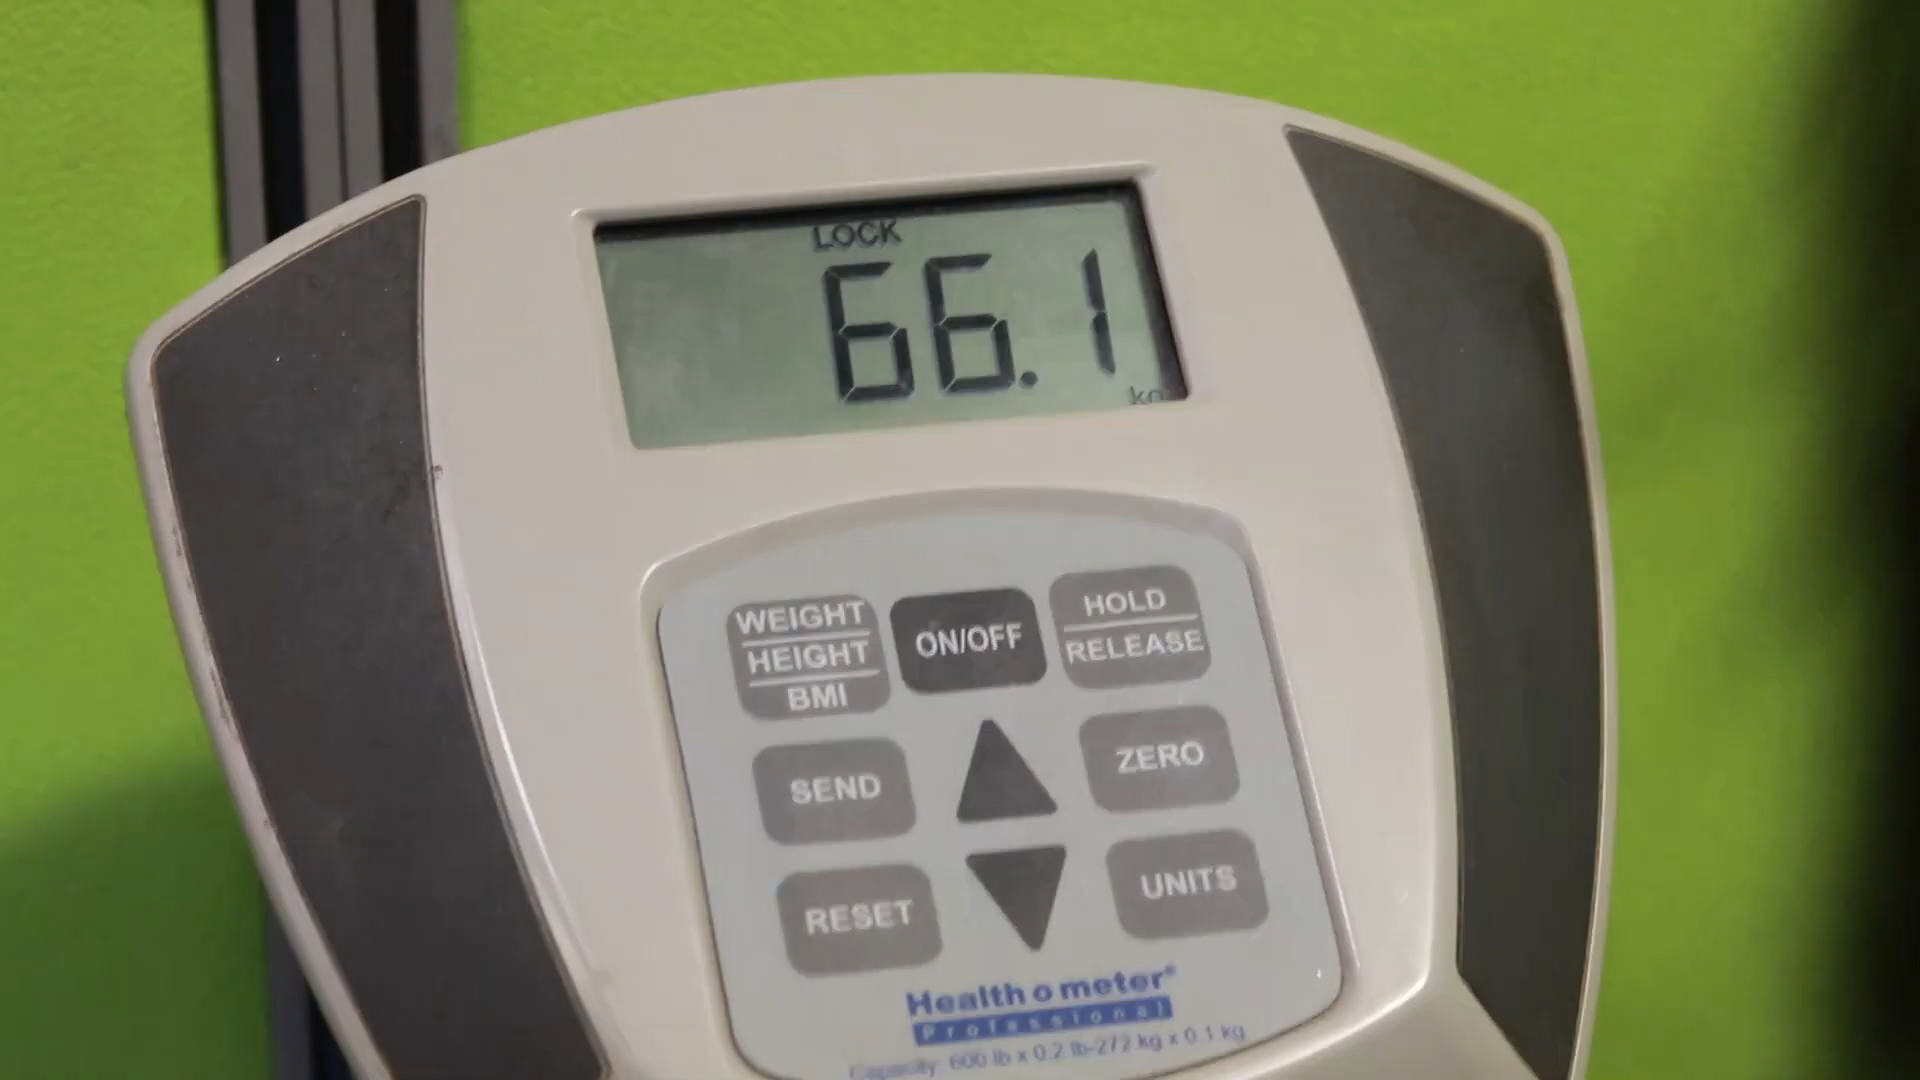 LOCK
66.1
kg
WEIGHT
HEIGHT
BMI
ON/OFF
HOLD
RELEASE
SEND
ZERO
RESET
UNITS
Health o meter®
Professional
Capacity: 600 lb x 0.2 lb-272 kg x 0.1 kg